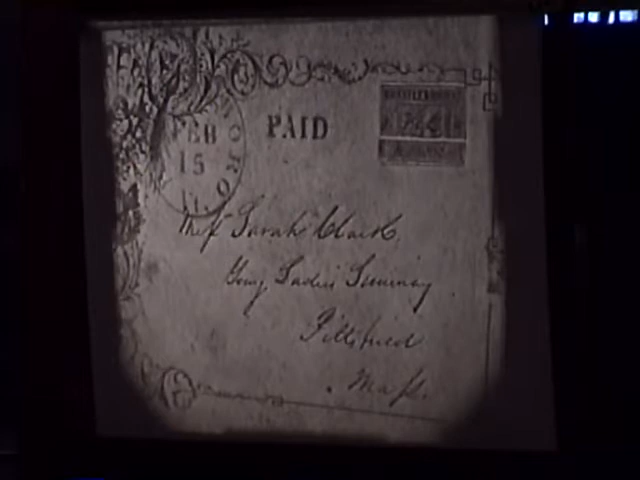 PAID
FEB
15
Miss Sarah Clark
Young Ladies Seminary
Pittsfield
Mass.